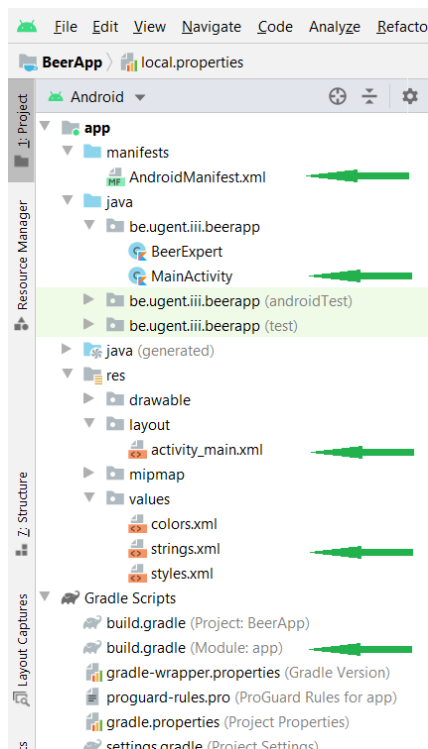 File Edit View Navigate Code Analyze Refacto
BeerApp local.properties
1: Project
Resource Manager
7: Structure
Layout Captures
ts
Android
app
manifests
MF AndroidManifest.xml
java
be.ugent.iii.beerapp
BeerExpert
MainActivity
be.ugent.iii.beerapp (androidTest)
be.ugent.iii.beerapp (test)
java (generated)
res
drawable
layout
activity_main.xml
mipmap
values
colors.xml
strings.xml
styles.xml
Gradle Scripts
build.gradle (Project: BeerApp)
build.gradle (Module: app)
gradle-wrapper.properties (Gradle Version)
proguard-rules.pro (ProGuard Rules for app)
gradle.properties (Project Properties)
settings.gradle (Project Settings)